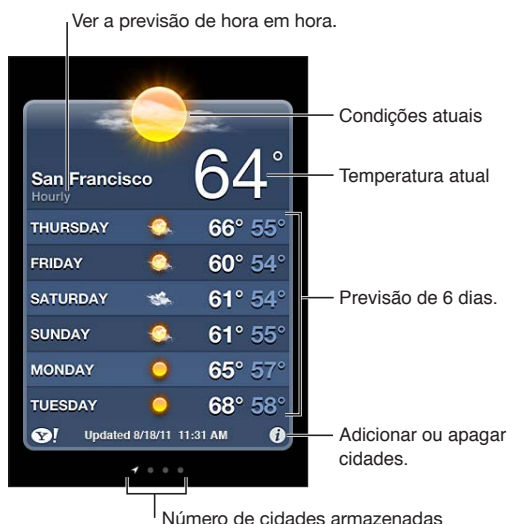 Ver a previsão de hora em hora.
Condições atuais
64°
San Francisco
Hourly
Temperatura atual
THURSDAY 66° 55°
FRIDAY 60° 54°
SATURDAY 61° 54°
Previsão de 6 dias.
SUNDAY 61° 55°
MONDAY 65° 57°
TUESDAY 68° 58°
Y! Updated 8/18/11 11:31 AM i
Adicionar ou apagar
cidades.
Número de cidades armazenadas